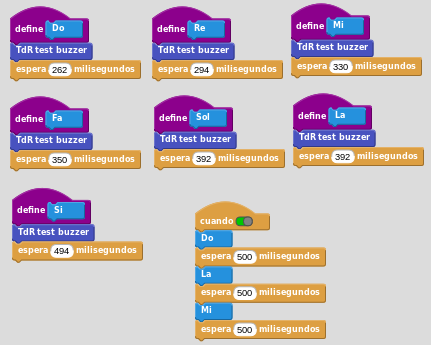 define Do
TdR test buzzer
espera 262 milisegundos
define Re
TdR test buzzer
espera 294 milisegundos
define Mi
TdR test buzzer
espera 330 milisegundos
define Fa
TdR test buzzer
espera 350 milisegundos
define Sol
TdR test buzzer
espera 392 milisegundos
define La
TdR test buzzer
espera 392 milisegundos
define Si
TdR test buzzer
espera 494 milisegundos
cuando
Do
espera 500 milisegundos
La
espera 500 milisegundos
Mi
espera 500 milisegundos